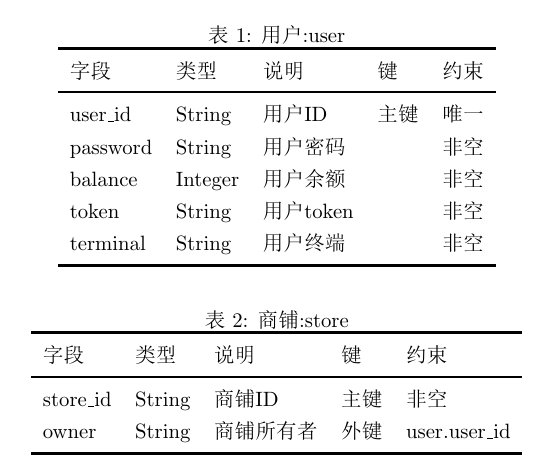 表 1: 用户:user
字段 类型 说明 键 约束
user_id String 用户ID 主键 唯一
password String 用户密码 非空
balance Integer 用户余额 非空
token String 用户token 非空
terminal String 用户终端 非空
表 2: 商铺:store
字段 类型 说明 键 约束
store_id String 商铺ID 主键 非空
owner String 商铺所有者 外键 user.user_id